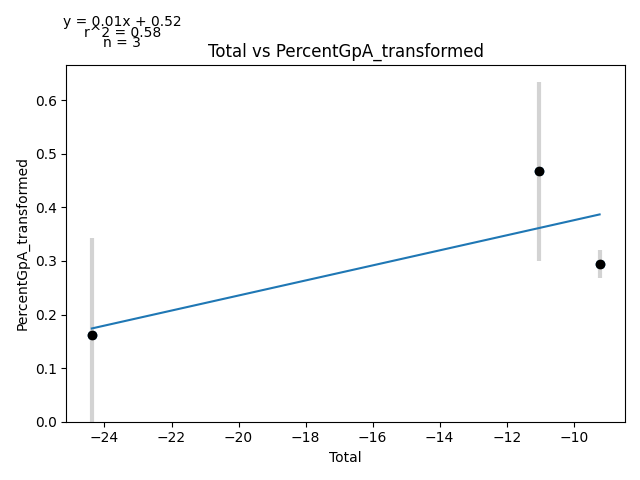 y = 0.01x + 0.52
r^2 = 0.58
n = 3
Total vs PercentGpA_transformed
PercentGpA_transformed
0.6
0.5
0.4
0.3
0.2
0.1
0.0
−24 −22 −20 −18 −16 −14 −12 −10
Total